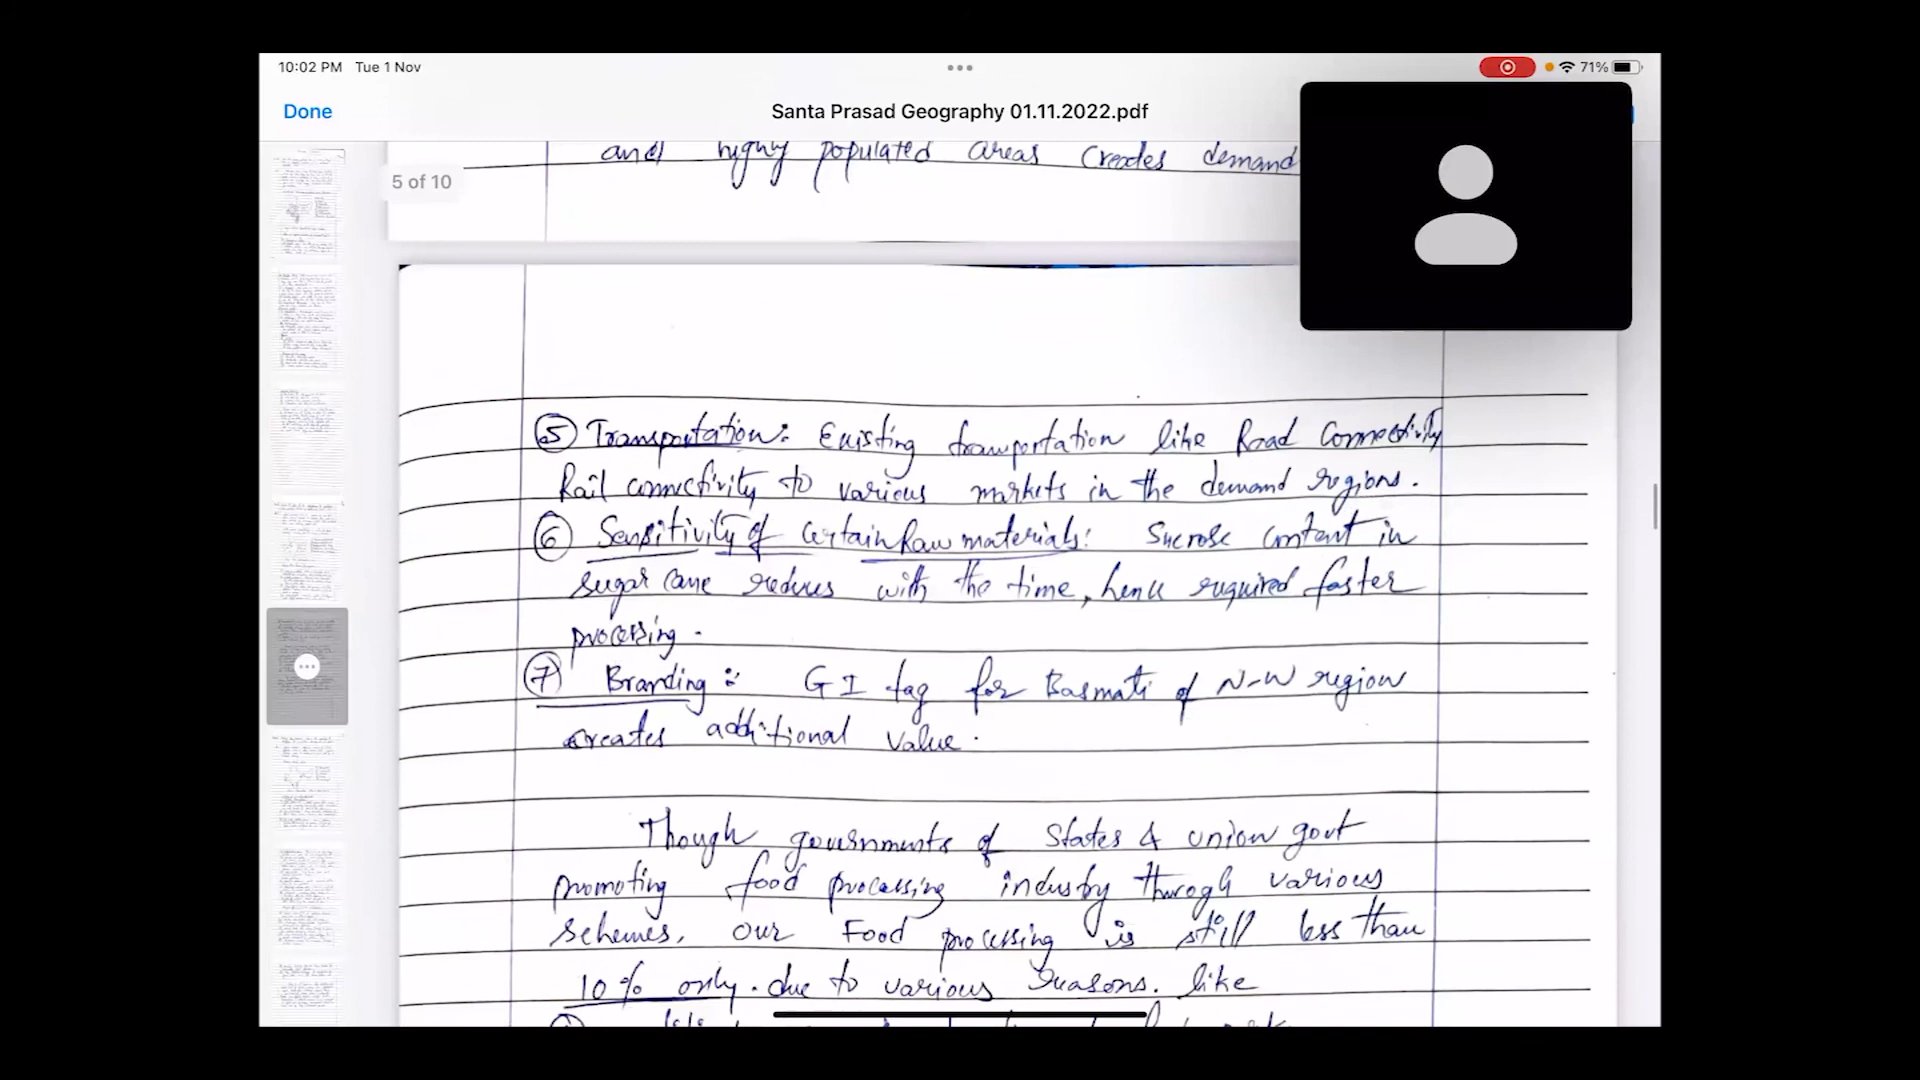 10:02 PM Tue 1 Nov
71%
Done
Santa Prasad Geography 01.11.2022.pdf
5 of 10
and highly populated areas creates demand
5 Transportation: Existing transportation like Road Connectivity
Rail connectivity to various markets in the demand regions.
6 Sensitivity of certain Raw materials: Sucrose content in
sugar cane reduces with the time, hence required faster
processing.
7 Branding: GI tag for Basmati of N-W region
creates additional value.
Though governments of States & union govt
promoting food processing industry through various
schemes, our Food processing is still less than
10% only. due to various reasons. like